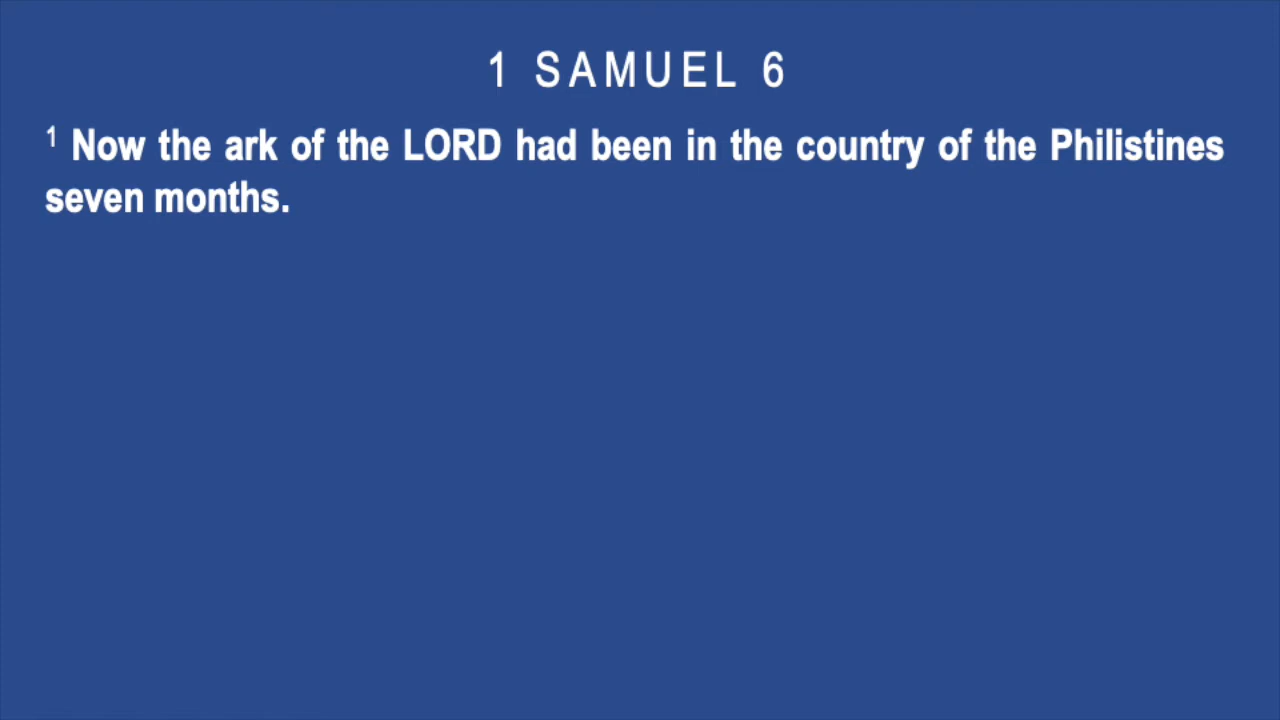 1 SAMUEL 6
1 Now the ark of the LORD had been in the country of the Philistines
seven months.